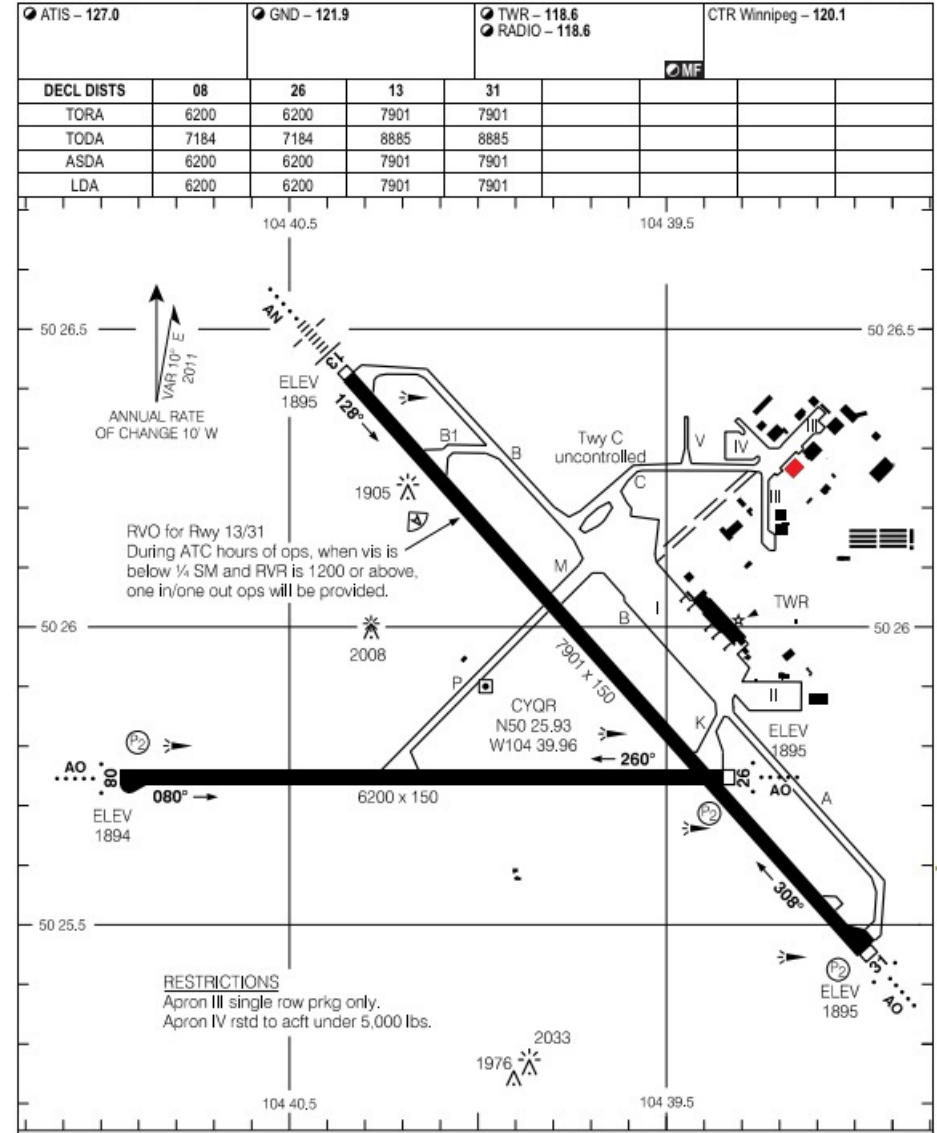 ATIS – 127.0
GND – 121.9
TWR – 118.6
RADIO – 118.6
MF
CTR Winnipeg – 120.1
DECL DISTS 08 26 13 31
TORA 6200 6200 7901 7901
TODA 7184 7184 8885 8885
ASDA 6200 6200 7901 7901
LDA 6200 6200 7901 7901
104 40.5 104 39.5
50 26.5 50 26.5
VAR 10° E
2011
ANNUAL RATE
OF CHANGE 10' W
AN
13
ELEV
1895
128°
B1
B
Twy C
uncontrolled
V
IV
III
C
III
1905
A
RVO for Rwy 13/31
During ATC hours of ops, when vis is
below ¼ SM and RVR is 1200 or above,
one in/one out ops will be provided.
M
I
TWR
B
50 26 50 26
2008
7901 x 150
P
CYQR
N50 25.93
W104 39.96
K
II
ELEV
1895
P2
AO
08
080°
260°
26
AO
ELEV
1894
6200 x 150
P2
A
308°
50 25.5
31
P2
ELEV
1895
AO
RESTRICTIONS
Apron III single row prkg only.
Apron IV rstd to acft under 5,000 lbs.
2033
1976
104 40.5 104 39.5